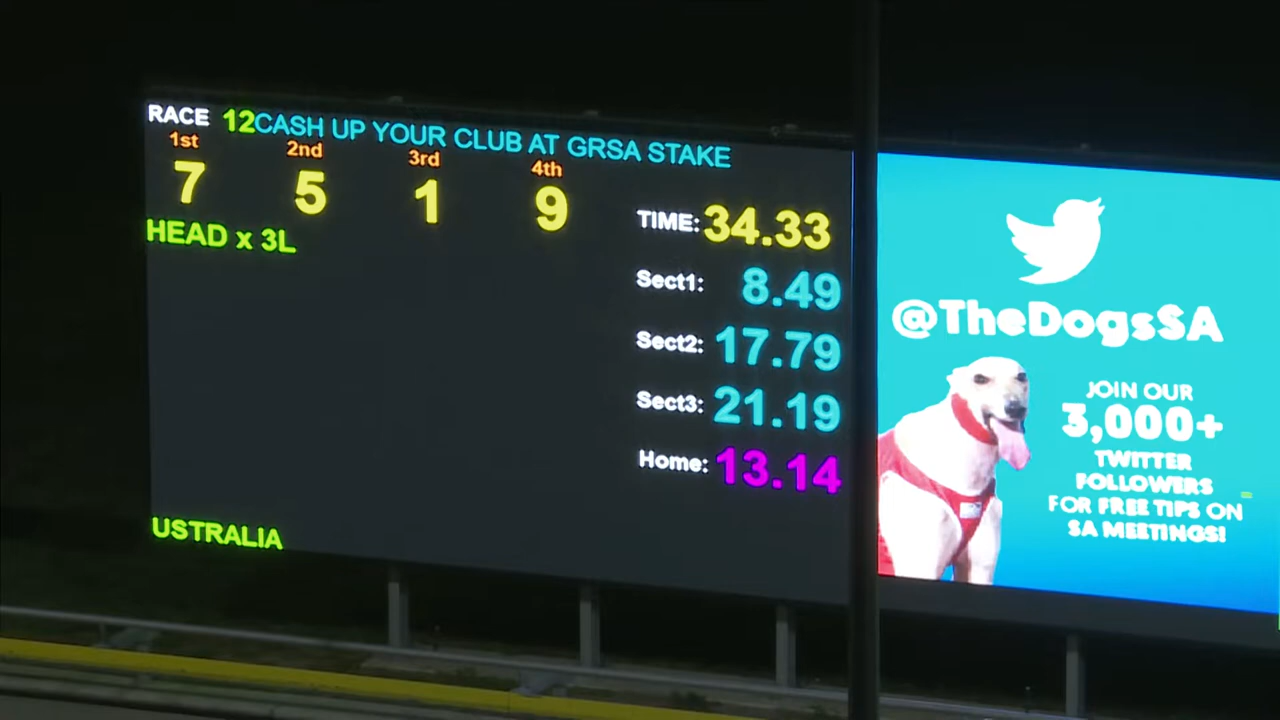 RACE 12CASH UP YOUR CLUB AT GRSA STAKE
1st 2nd 3rd 4th
7 5 1 9
HEAD x 3L
TIME: 34.33
Sect1: 8.49
Sect2: 17.79
Sect3: 21.19
Home: 13.14
USTRALIA
@TheDogsSA
JOIN OUR
3,000+
TWITTER
FOLLOWERS
FOR FREE TIPS ON
SA MEETINGS!